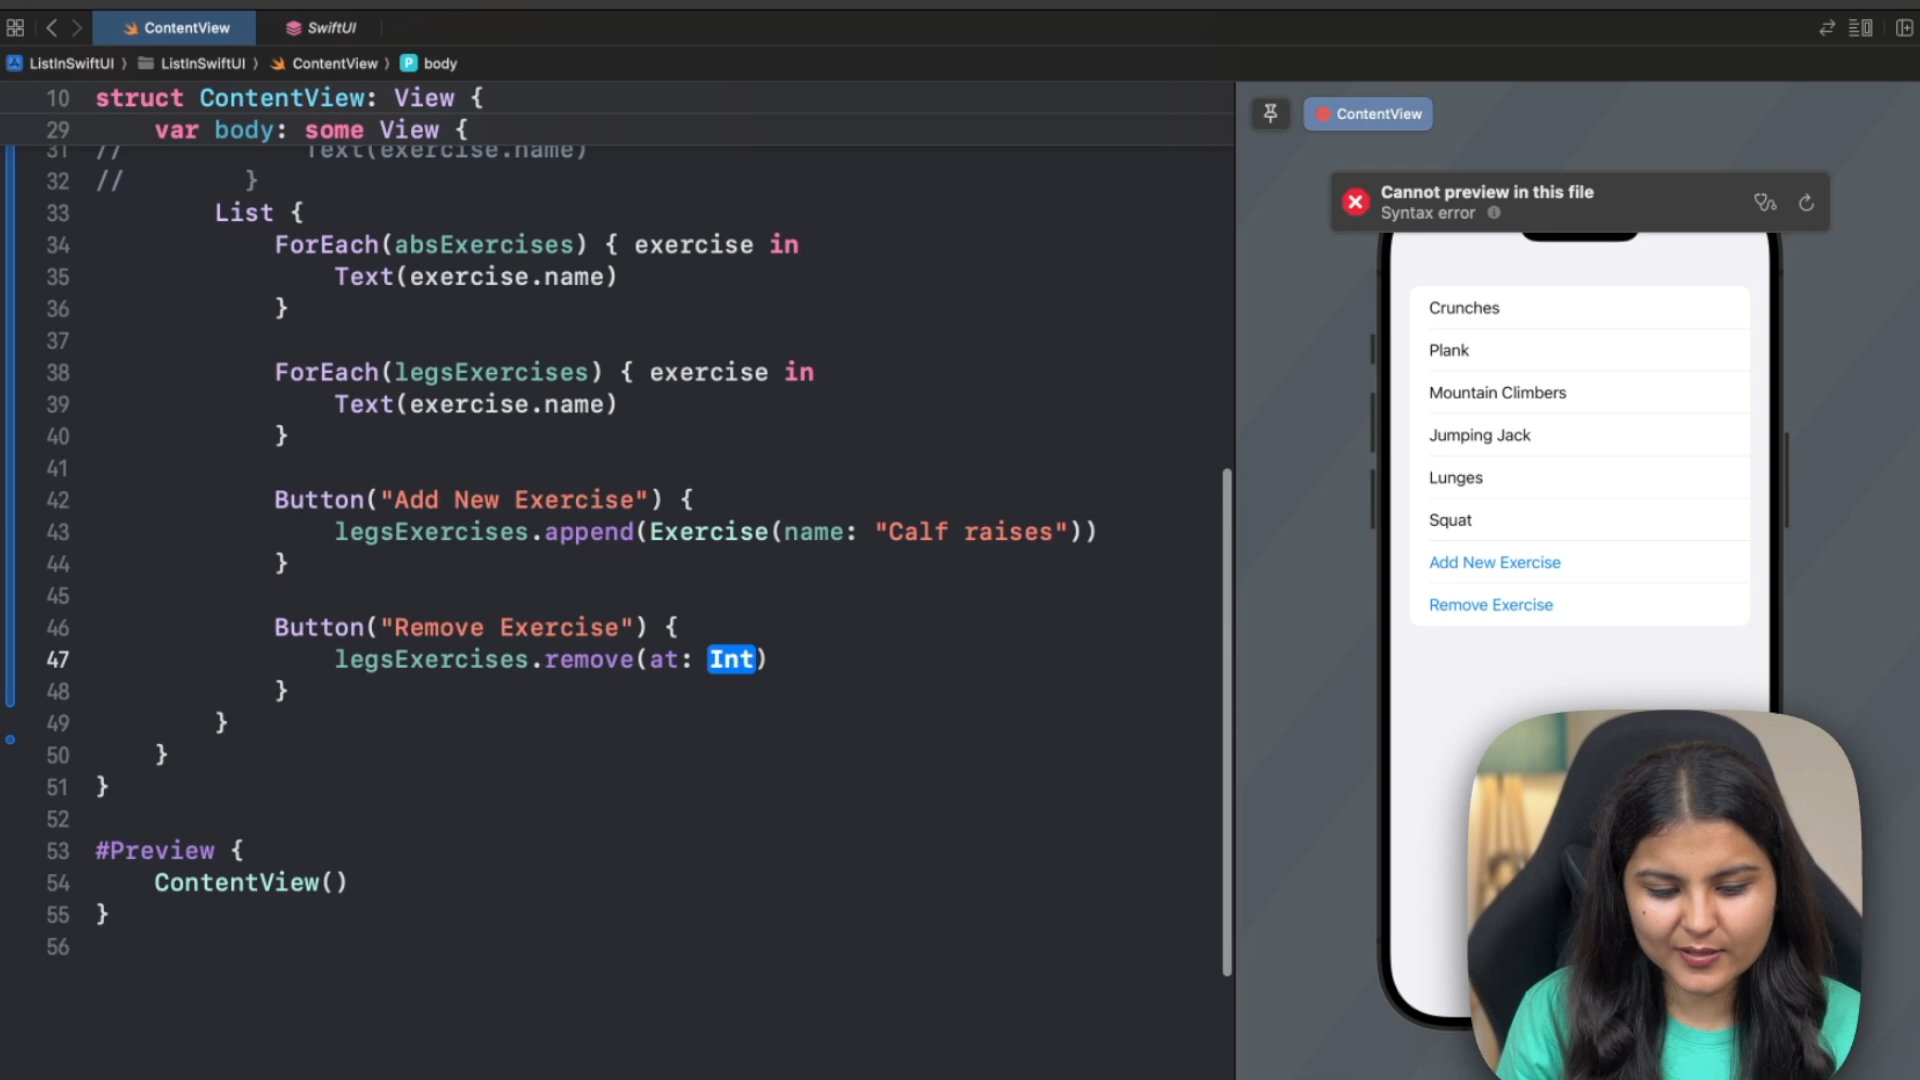 ContentView
SwiftUI
ListInSwiftUI
ListInSwiftUI
ContentView
P
body
10 struct ContentView: View {
29 var body: some View {
31 // Text(exercise.name)
32 // }
33 List {
34 ForEach(absExercises) { exercise in
35 Text(exercise.name)
36 }
37
38 ForEach(legsExercises) { exercise in
39 Text(exercise.name)
40 }
41
42 Button("Add New Exercise") {
43 legsExercises.append(Exercise(name: "Calf raises"))
44 }
45
46 Button("Remove Exercise") {
47 legsExercises.remove(at: Int)
48 }
49 }
50 }
51 }
52
53 #Preview {
54 ContentView()
55 }
56
ContentView
Cannot preview in this file
Syntax error
Crunches
Plank
Mountain Climbers
Jumping Jack
Lunges
Squat
Add New Exercise
Remove Exercise